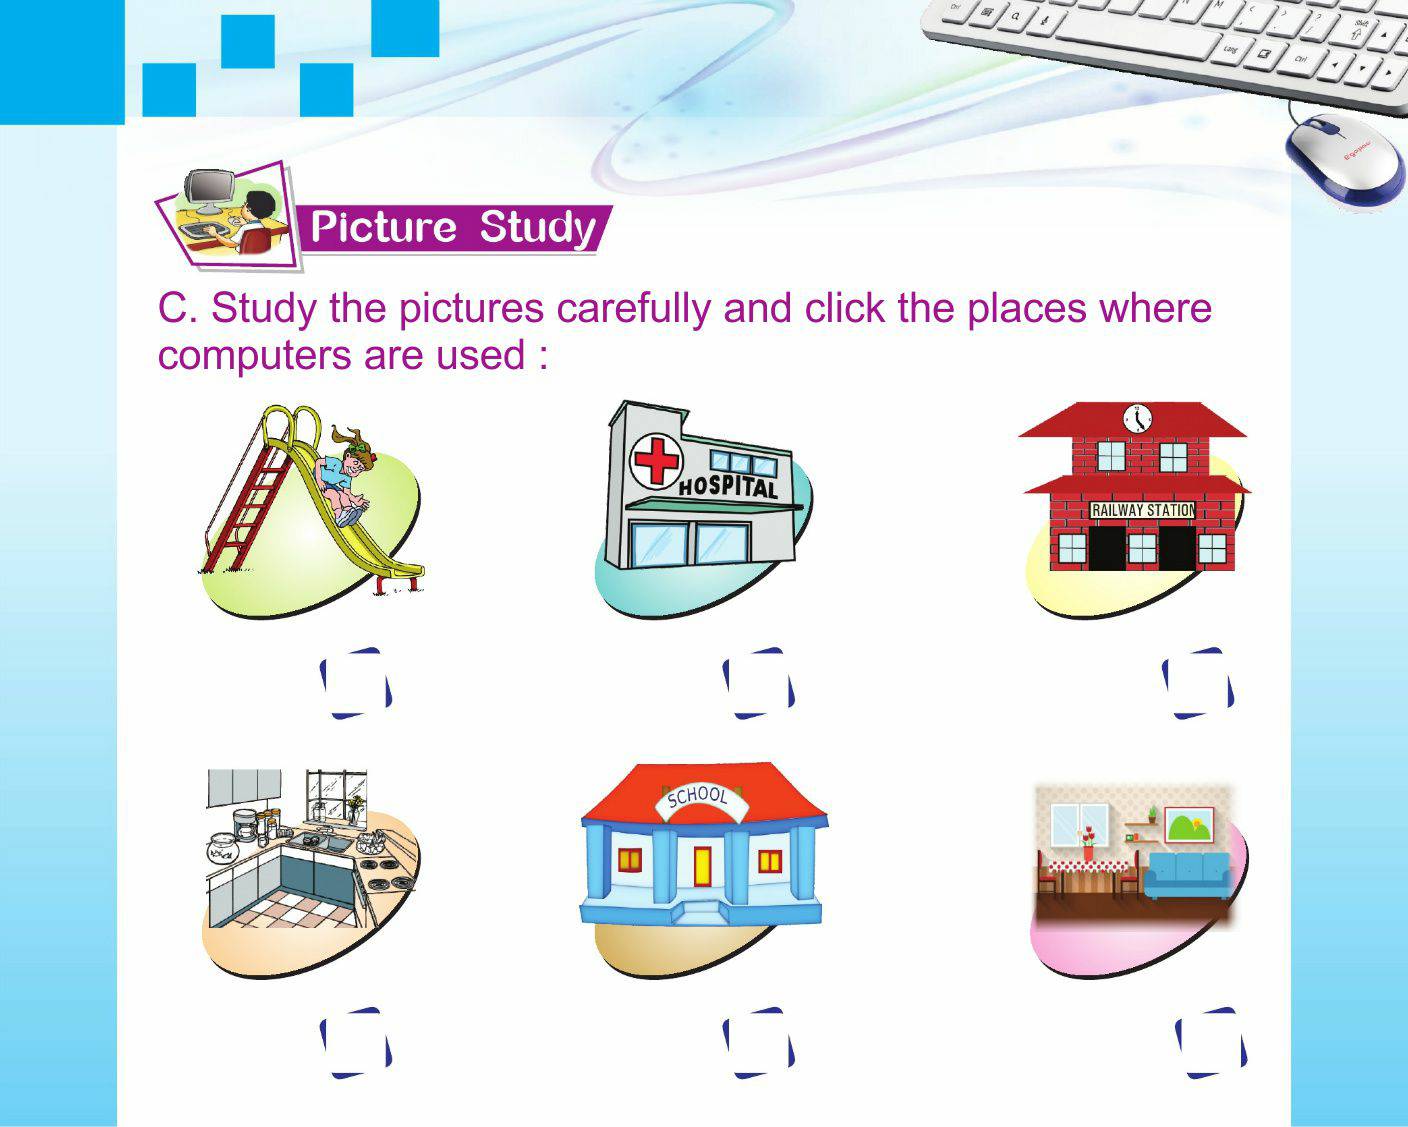 Picture Study
C. Study the pictures carefully and click the places where
computers are used :
HOSPITAL
RAILWAY STATION
SCHOOL